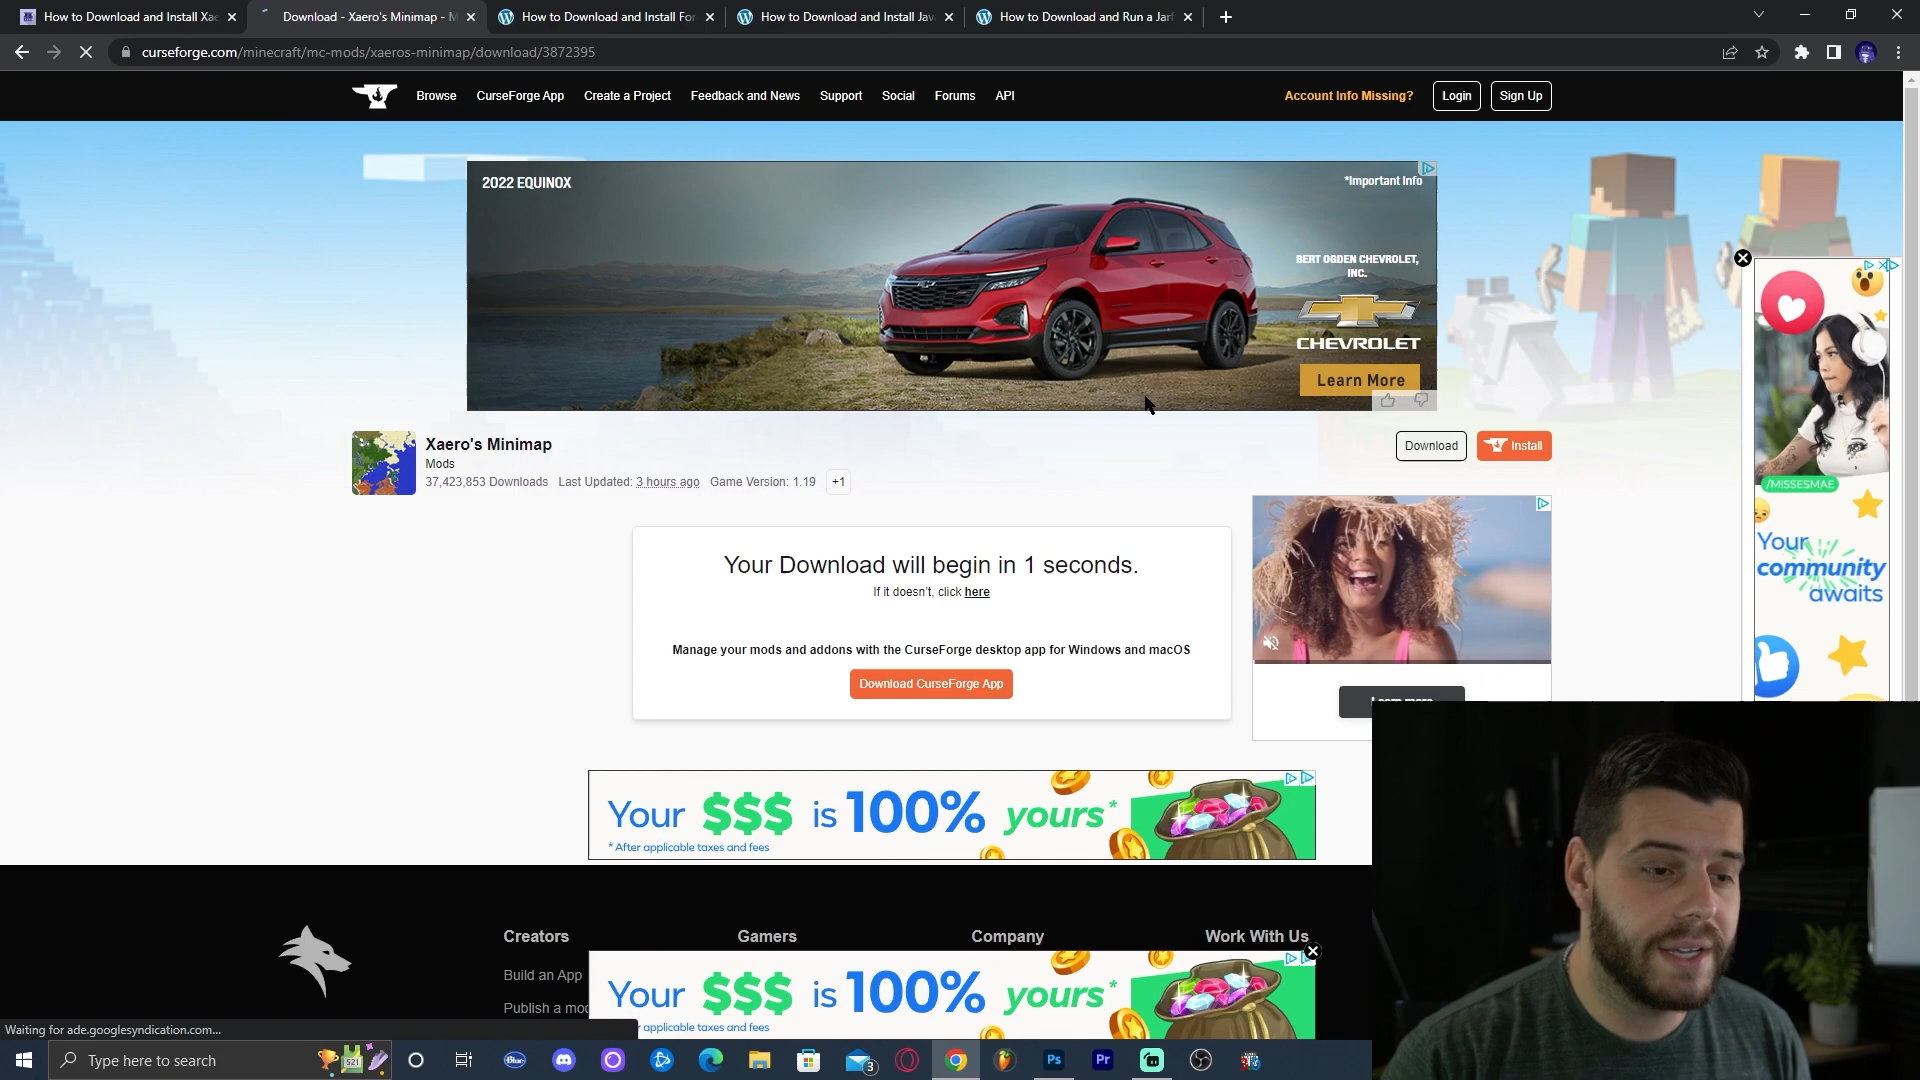 How to Download and Install Xae
Download - Xaero's Minimap - M
How to Download and Install For
How to Download and Install Jav
How to Download and Run a Jarf
curseforge.com/minecraft/mc-mods/xaeros-minimap/download/3872395
Browse
CurseForge App
Create a Project
Feedback and News
Support
Social
Forums
API
Account Info Missing?
Login
Sign Up
2022 EQUINOX
*Important Info
BERT OGDEN CHEVROLET,
INC.
CHEVROLET
Learn More
Xaero's Minimap
Mods
37,423,853 Downloads Last Updated: 3 hours ago Game Version: 1.19 +1
Download
Install
/MISSESMAE
Your
community
awaits
Your Download will begin in 1 seconds.
If it doesn't, click here
Manage your mods and addons with the CurseForge desktop app for Windows and macOS
Download CurseForge App
Your $$$ is 100% yours*
* After applicable taxes and fees
Creators
Gamers
Company
Work With Us
Build an App
Publish a mod
Your $$$ is 100% yours*
r applicable taxes and fees
Waiting for ade.googlesyndication.com...
Type here to search
521
Blue
3
Ps
Pr